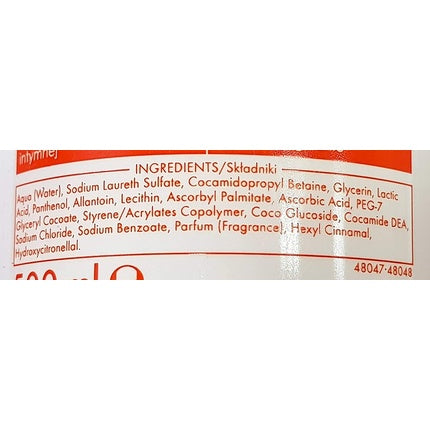 intymnej
INGREDIENTS/Składniki
Aqua (Water), Sodium Laureth Sulfate, Cocamidopropyl Betaine, Glycerin, Lactic
Acid, Panthenol, Allantoin, Lecithin, Ascorbyl Palmitate, Ascorbic Acid, PEG-7
Glyceryl Cocoate, Styrene/Acrylates Copolymer, Coco Glucoside, Cocamide DEA,
Sodium Chloride, Sodium Benzoate, Parfum (Fragrance), Hexyl Cinnamal,
Hydroxycitronellal.
500 ml
48047-48048